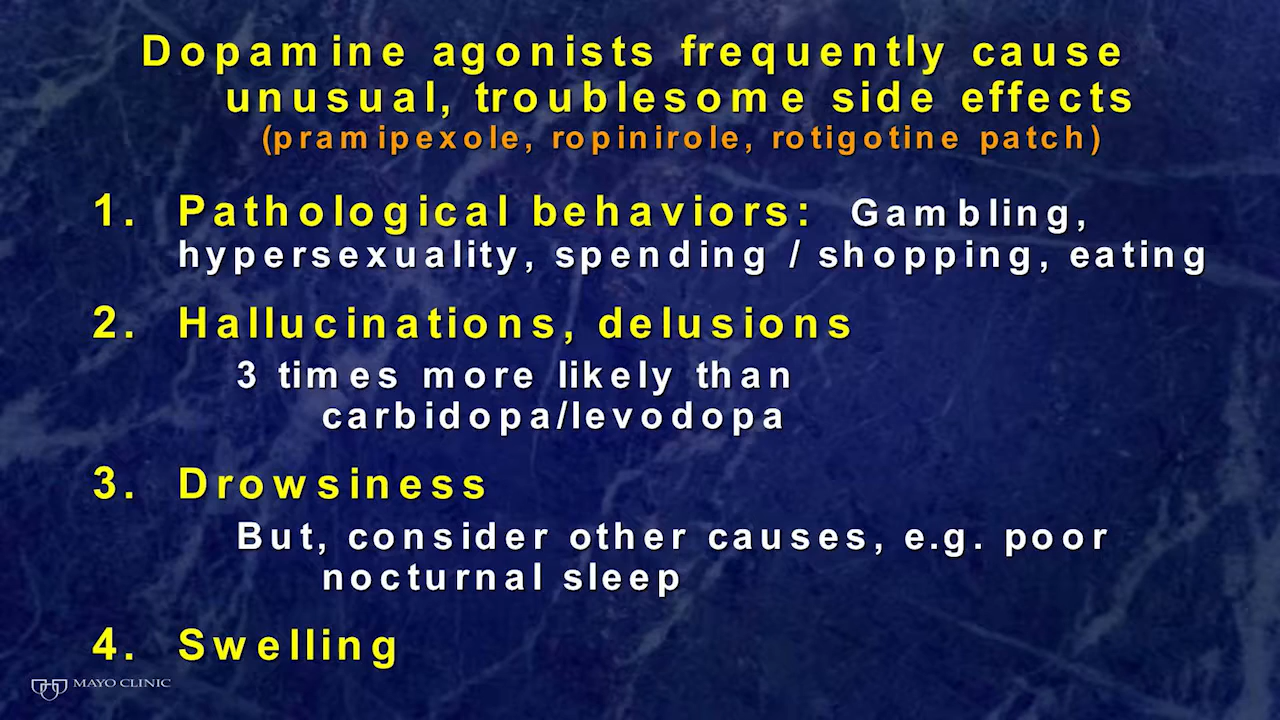 Dopamine agonists frequently cause
unusual, troublesome side effects
(pramipexole, ropinirole, rotigotine patch)
1. Pathological behaviors: Gambling,
hypersexuality, spending / shopping, eating
2. Hallucinations, delusions
3 times more likely than
carbidopa/levodopa
3. Drowsiness
But, consider other causes, e.g. poor
nocturnal sleep
4. Swelling
MAYO CLINIC